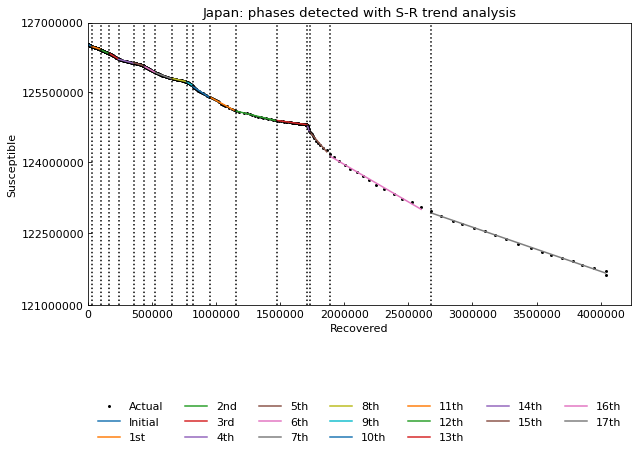 Japan: phases detected with S-R trend analysis
127000000
125500000
124000000
122500000
121000000
Susceptible
0 500000 1000000 1500000 2000000 2500000 3000000 3500000 4000000
Recovered
Actual 2nd 5th 8th 11th 14th 16th
Initial 3rd 6th 9th 12th 15th 17th
1st 4th 7th 10th 13th